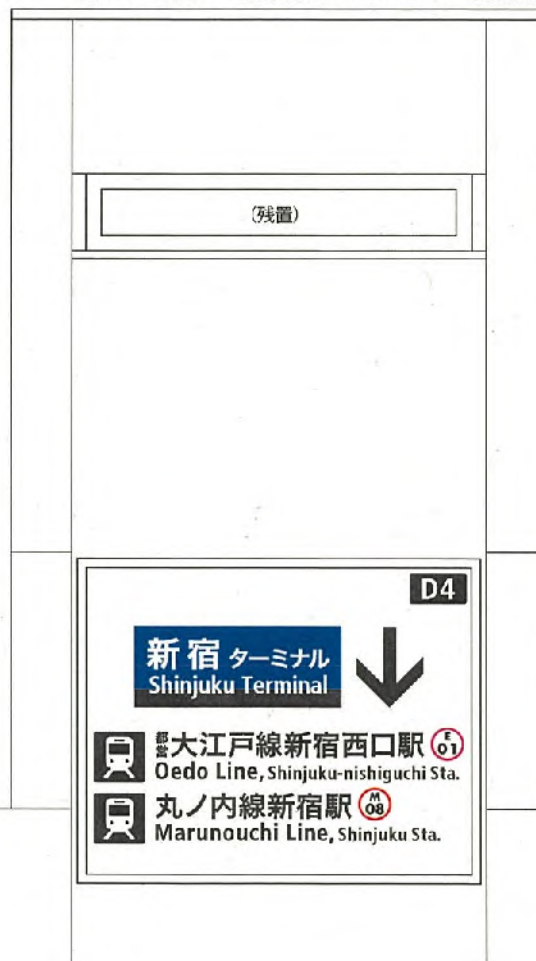 (残置)
D4
新宿 ターミナル
Shinjuku Terminal
都営大江戸線新宿西口駅 E 01
Oedo Line, Shinjuku-nishiguchi Sta.
丸ノ内線新宿駅 M 08
Marunouchi Line, Shinjuku Sta.